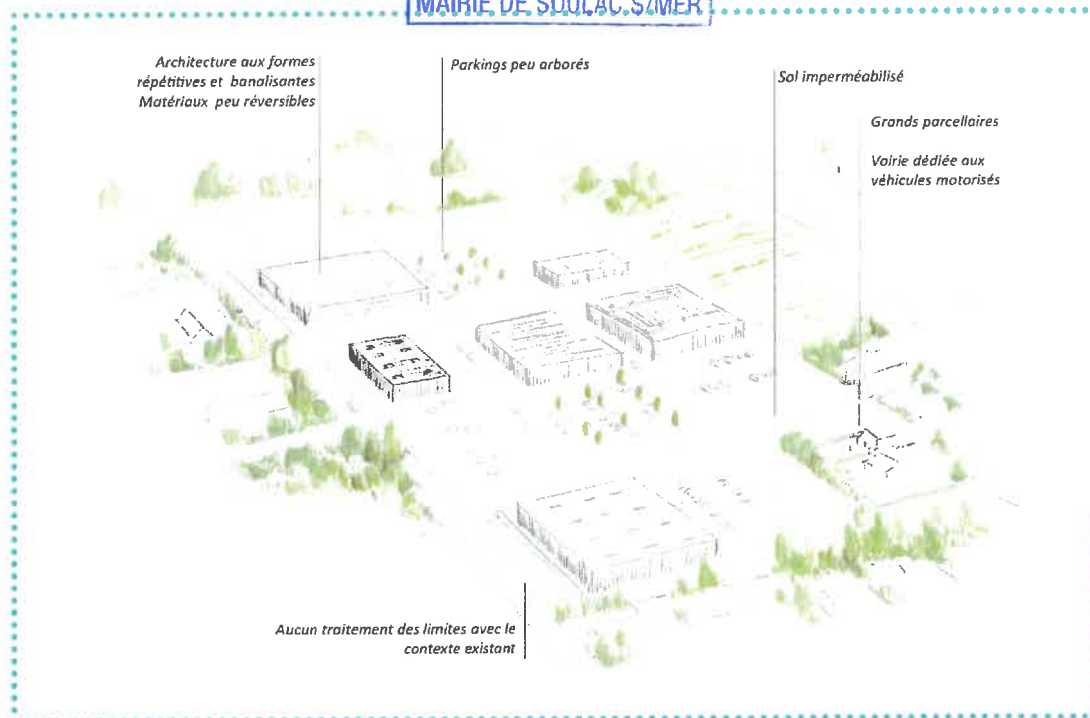 MAIRIE DE SOULAC S/MER
Architecture aux formes
répétitives et banalisantes
Matériaux peu réversibles
Parkings peu arborés
Sol imperméabilisé
Grands parcellaires
Voirie dédiée aux
véhicules motorisés
Aucun traitement des limites avec le
contexte existant